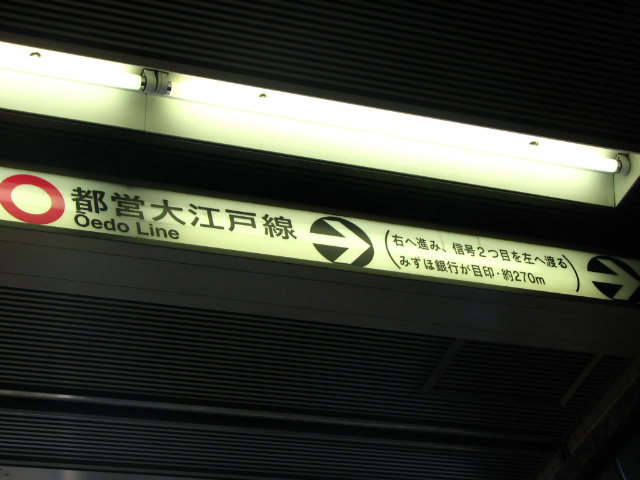 都営大江戸線
Oedo Line
(右へ進み、信号2つ目を左へ渡る
みずほ銀行が目印・約270m)